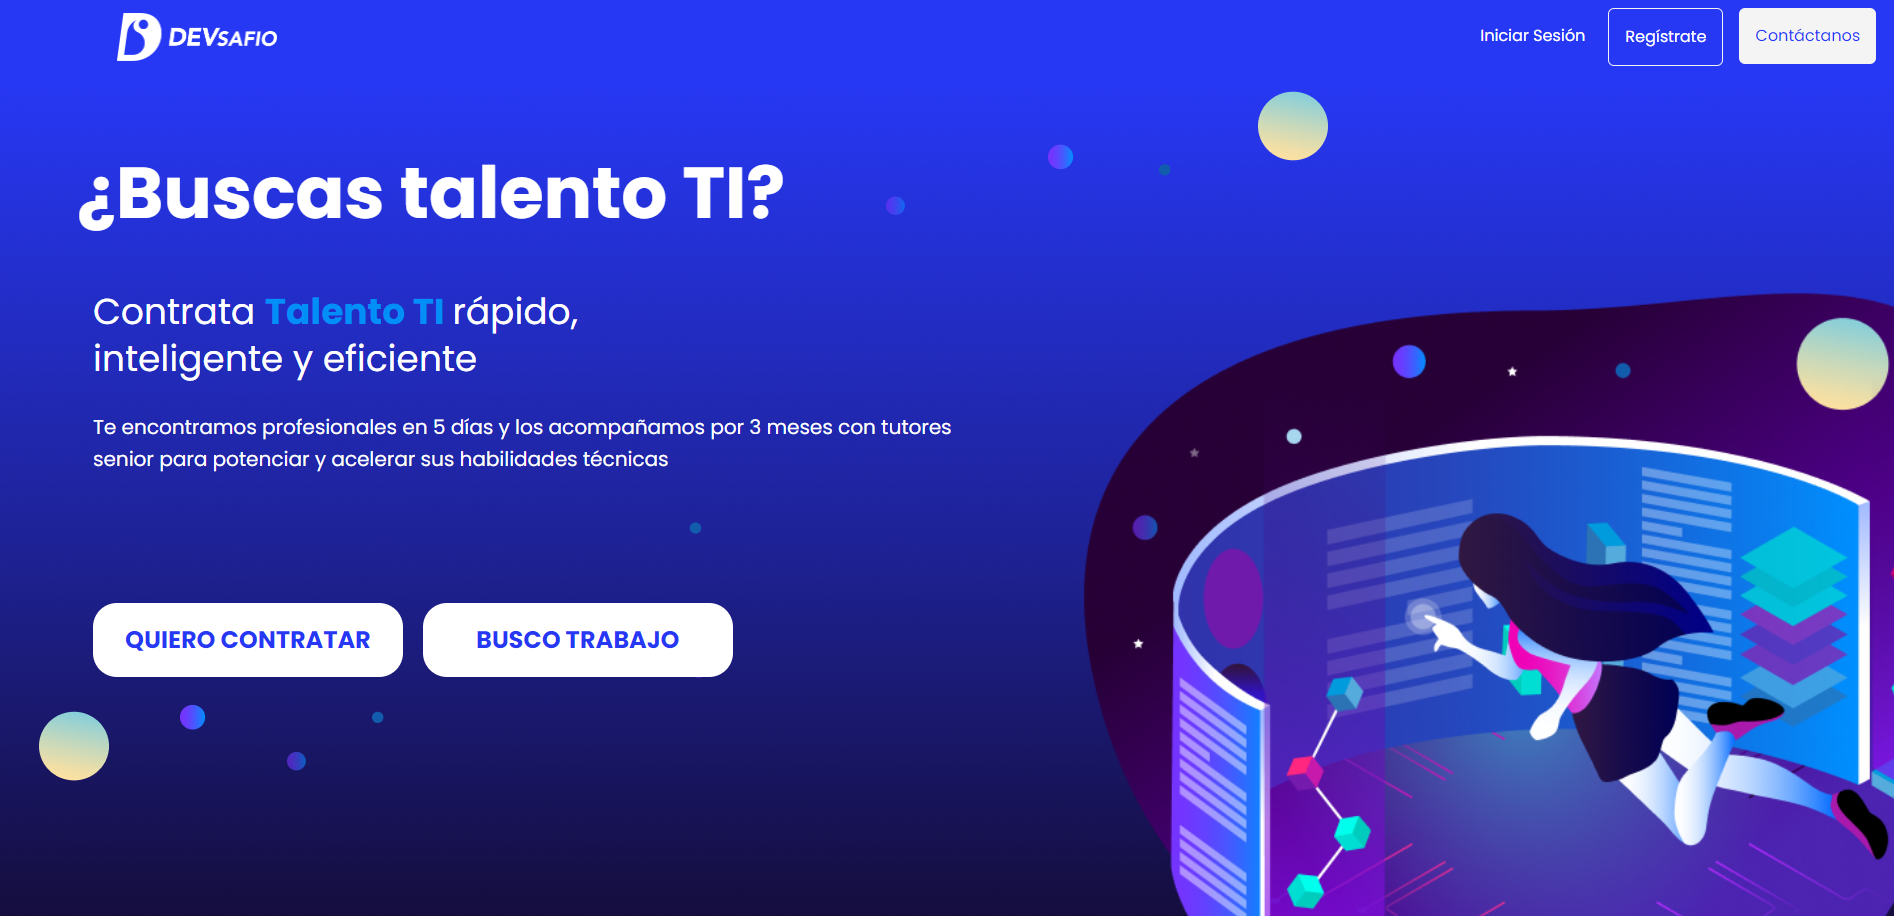 DEVSAFIO
Iniciar Sesión
Regístrate
Contáctanos
¿Buscas talento TI?
Contrata Talento TI rápido,
inteligente y eficiente
Te encontramos profesionales en 5 días y los acompañamos por 3 meses con tutores
senior para potenciar y acelerar sus habilidades técnicas
QUIERO CONTRATAR
BUSCO TRABAJO